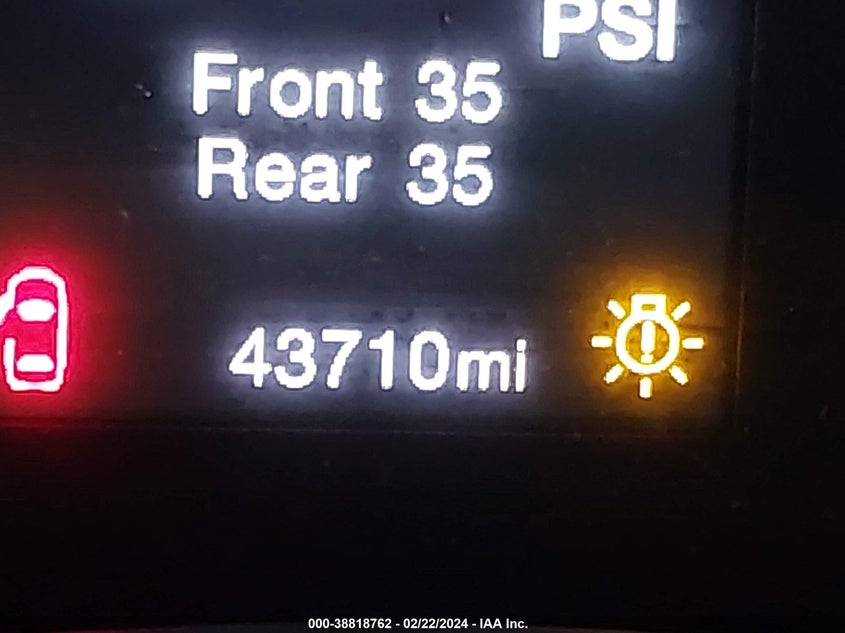 PSI
Front 35
Rear 35
43710mi
000-38818762 - 02/22/2024 - IAA Inc.